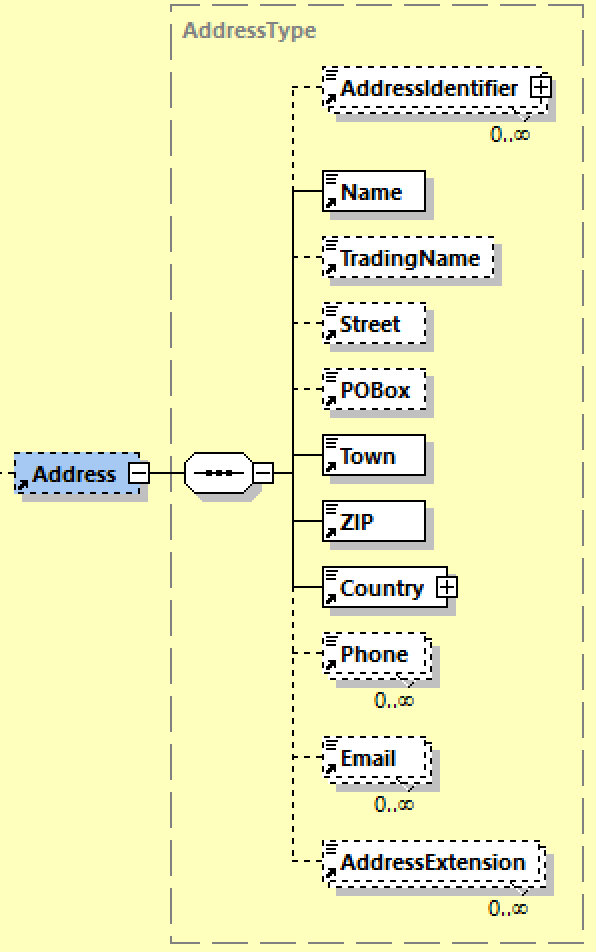 AddressType
AddressIdentifier
0..∞
Name
TradingName
Street
POBox
Address
Town
ZIP
Country
Phone
0..∞
Email
0..∞
AddressExtension
0..∞